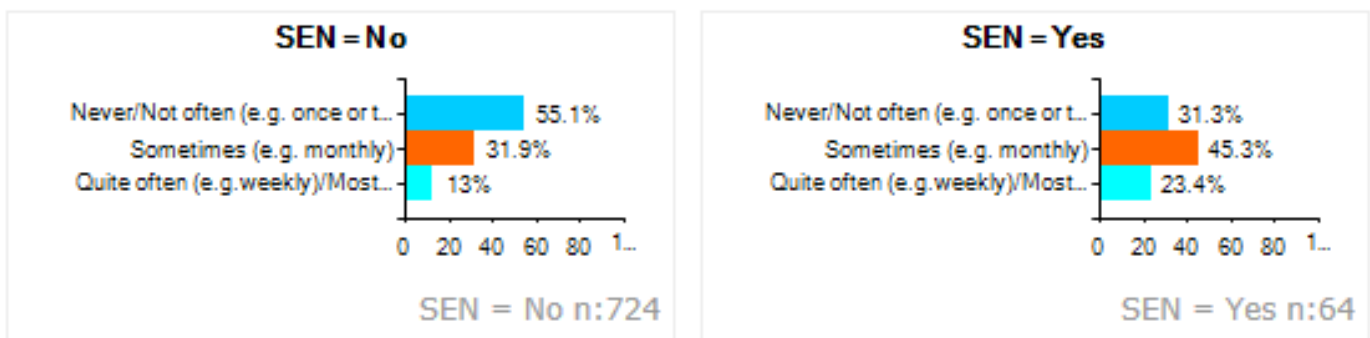 SEN = No
Never/Not often (e.g. once or t... 55.1%
Sometimes (e.g. monthly) 31.9%
Quite often (e.g.weekly)/Most... 13%
0 20 40 60 80 1...
SEN = No n:724
SEN = Yes
Never/Not often (e.g. once or t... 31.3%
Sometimes (e.g. monthly) 45.3%
Quite often (e.g.weekly)/Most... 23.4%
0 20 40 60 80 1...
SEN = Yes n:64